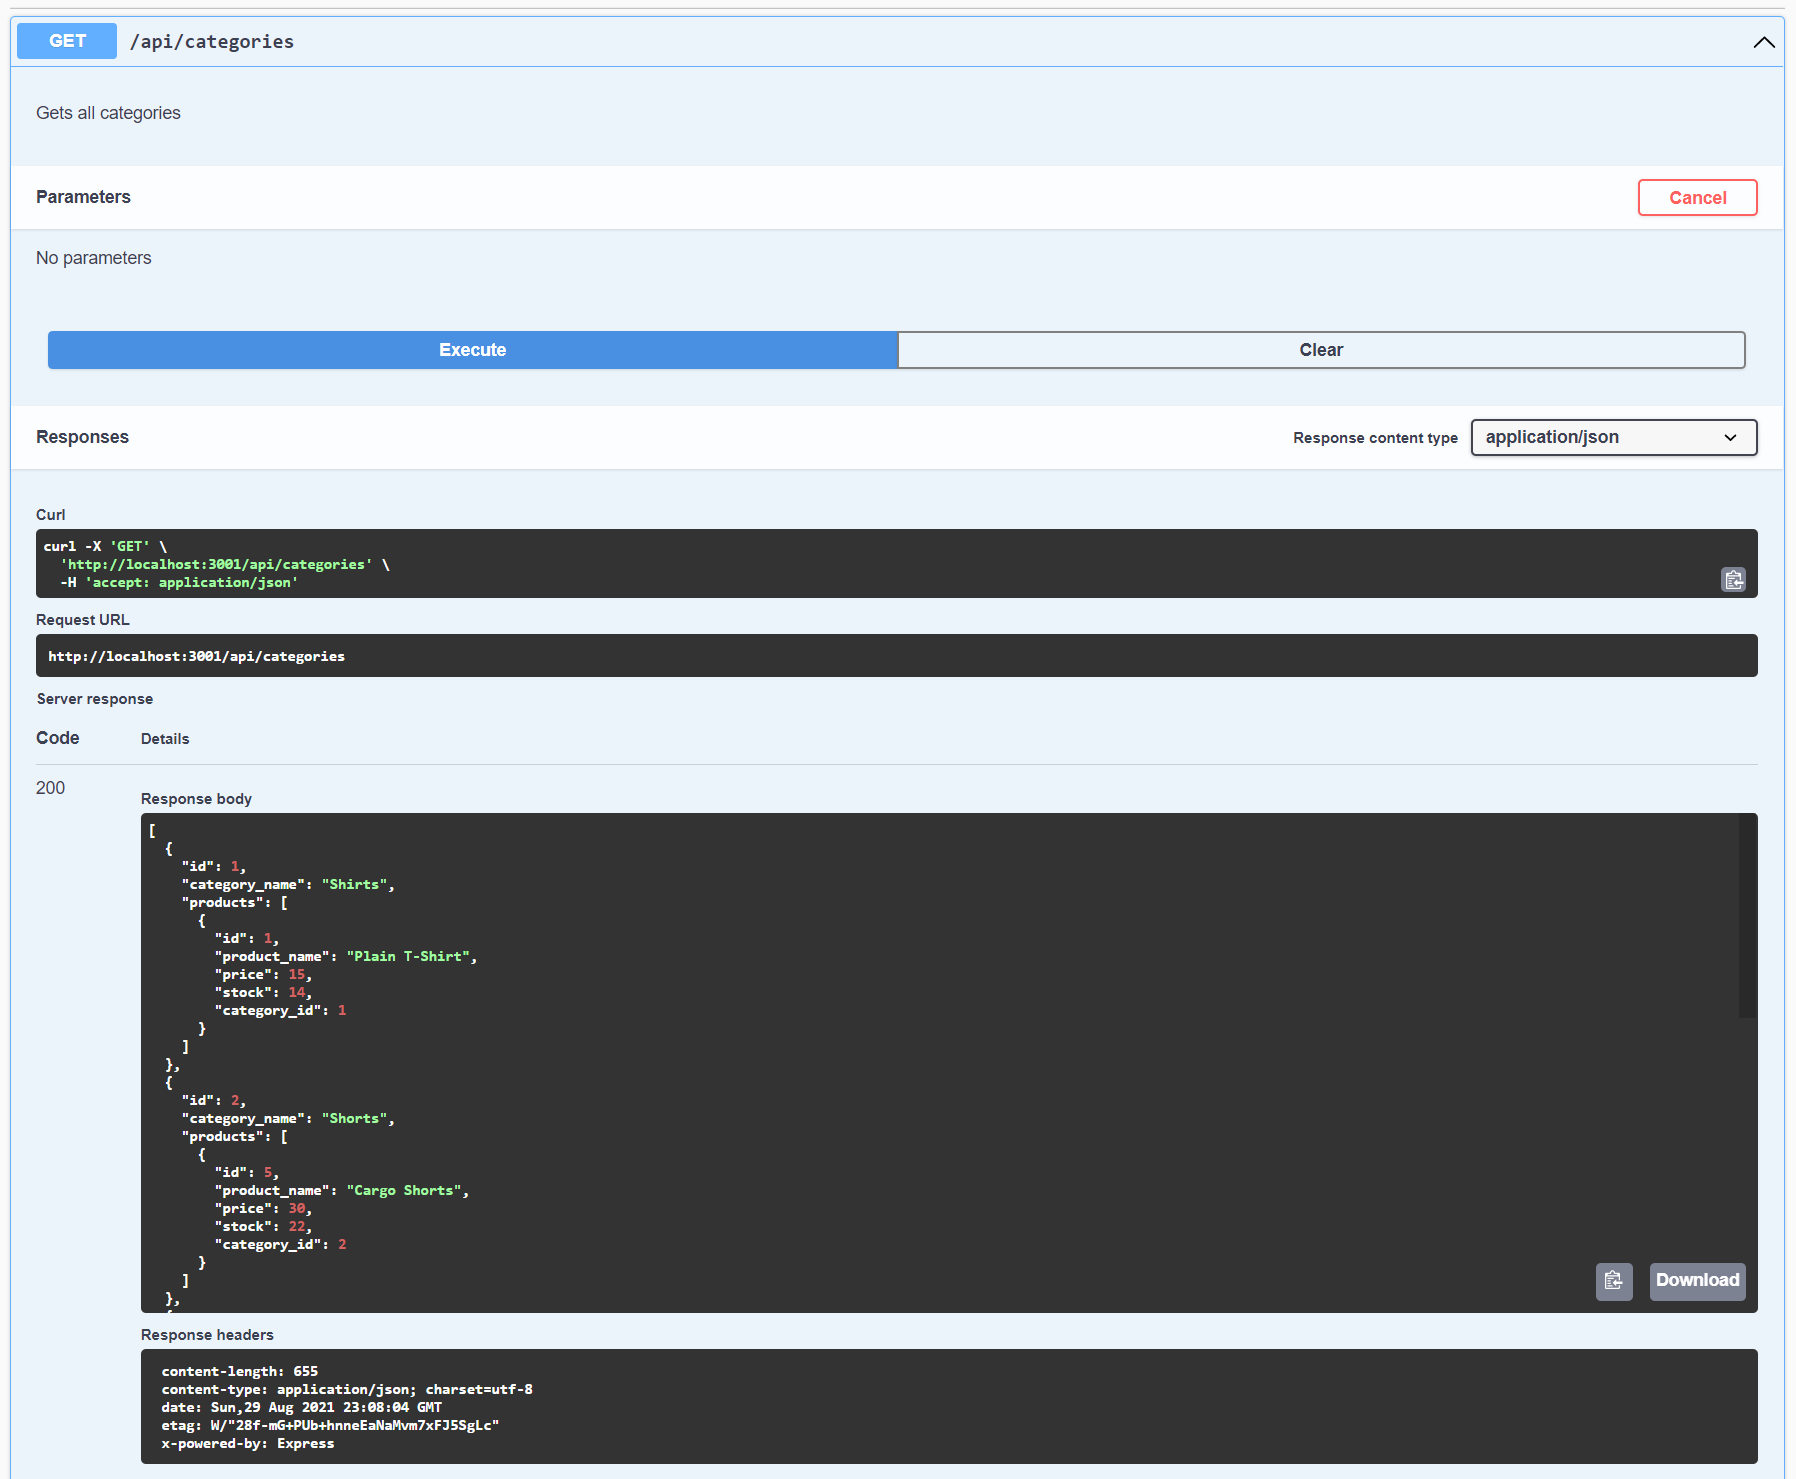 GET /api/categories
Gets all categories
Parameters Cancel
No parameters
Execute Clear
Responses Response content type application/json
Curl
curl -X 'GET' \
  'http://localhost:3001/api/categories' \
  -H 'accept: application/json'
Request URL
http://localhost:3001/api/categories
Server response
Code Details
200
Response body
[
  {
    "id": 1,
    "category_name": "Shirts",
    "products": [
      {
        "id": 1,
        "product_name": "Plain T-Shirt",
        "price": 15,
        "stock": 14,
        "category_id": 1
      }
    ]
  },
  {
    "id": 2,
    "category_name": "Shorts",
    "products": [
      {
        "id": 5,
        "product_name": "Cargo Shorts",
        "price": 30,
        "stock": 22,
        "category_id": 2
      }
    ]
  },
Download
Response headers
content-length: 655
content-type: application/json; charset=utf-8
date: Sun,29 Aug 2021 23:08:04 GMT
etag: W/"28f-mG+PUb+hnneEaNaMvm7xFJ5SgLc"
x-powered-by: Express